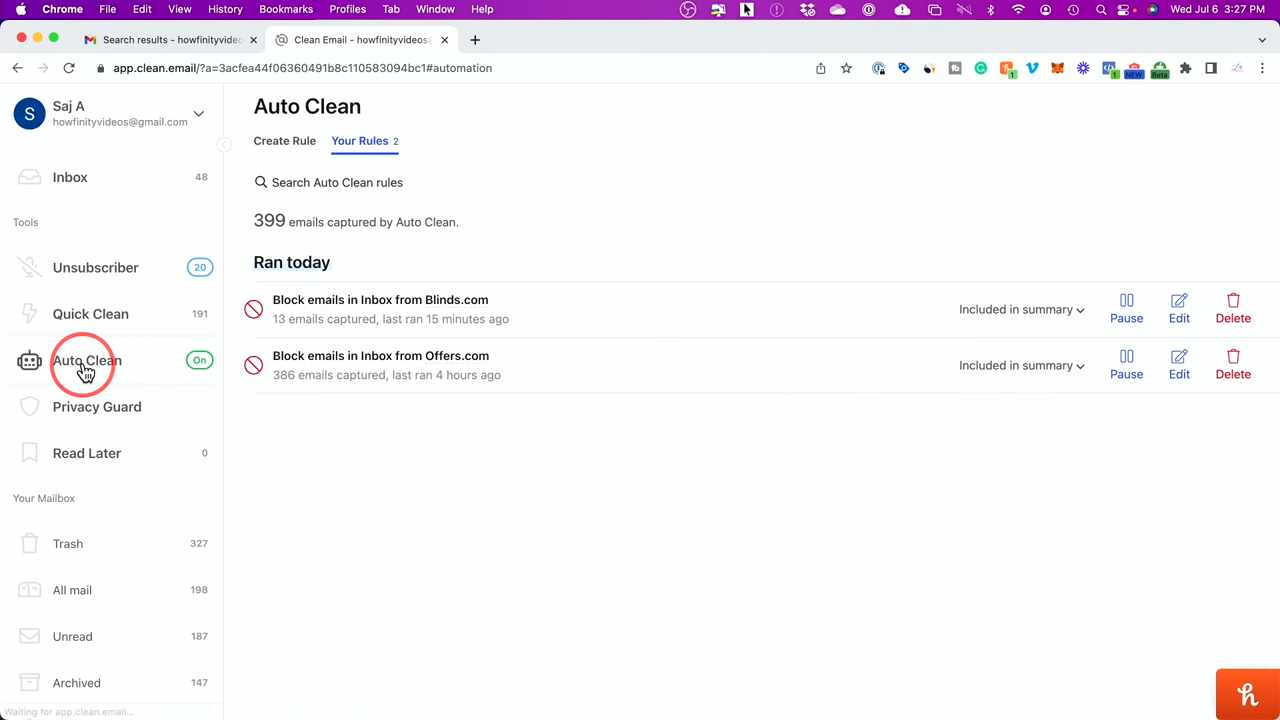 Chrome File Edit View History Bookmarks Profiles Tab Window Help Wed Jul 6 3:27 PM
Search results - howfinityvideo Clean Email - howfinityvideos@
app.clean.email/?a=3acfea44f06360491b8c110583094bc1#automation
1 1 NEW Beta
S
Saj A
howfinityvideos@gmail.com
Inbox 48
Tools
Unsubscriber 20
Quick Clean 191
Auto Clean On
Privacy Guard
Read Later 0
Your Mailbox
Trash 327
All mail 198
Unread 187
Archived 147
Waiting for app.clean.email...
Auto Clean
Create Rule Your Rules 2
Search Auto Clean rules
399 emails captured by Auto Clean.
Ran today
Block emails in Inbox from Blinds.com
13 emails captured, last ran 15 minutes ago
Included in summary Pause Edit Delete
Block emails in Inbox from Offers.com
386 emails captured, last ran 4 hours ago
Included in summary Pause Edit Delete
h